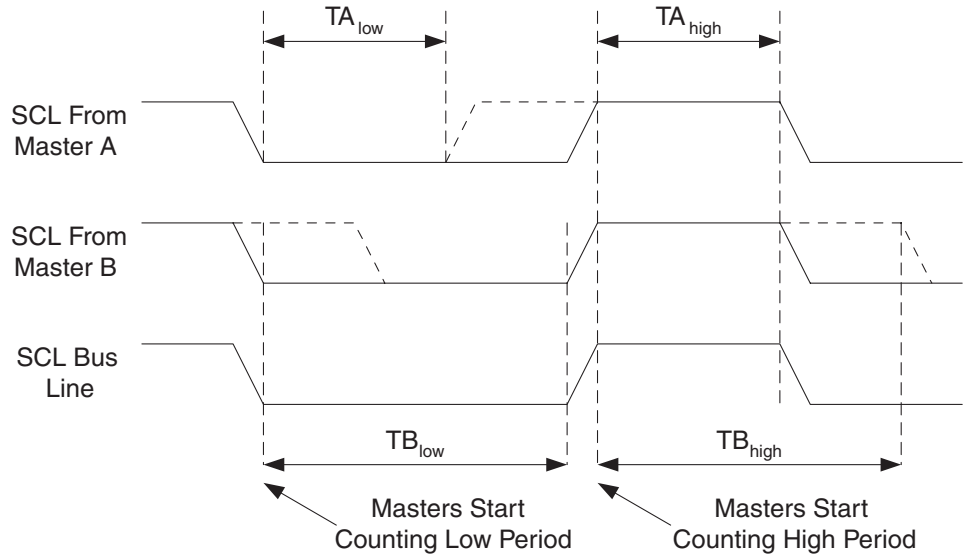 TA low
TA high
SCL From
Master A
SCL From
Master B
SCL Bus
Line
TB low
TB high
Masters Start
Counting Low Period
Masters Start
Counting High Period